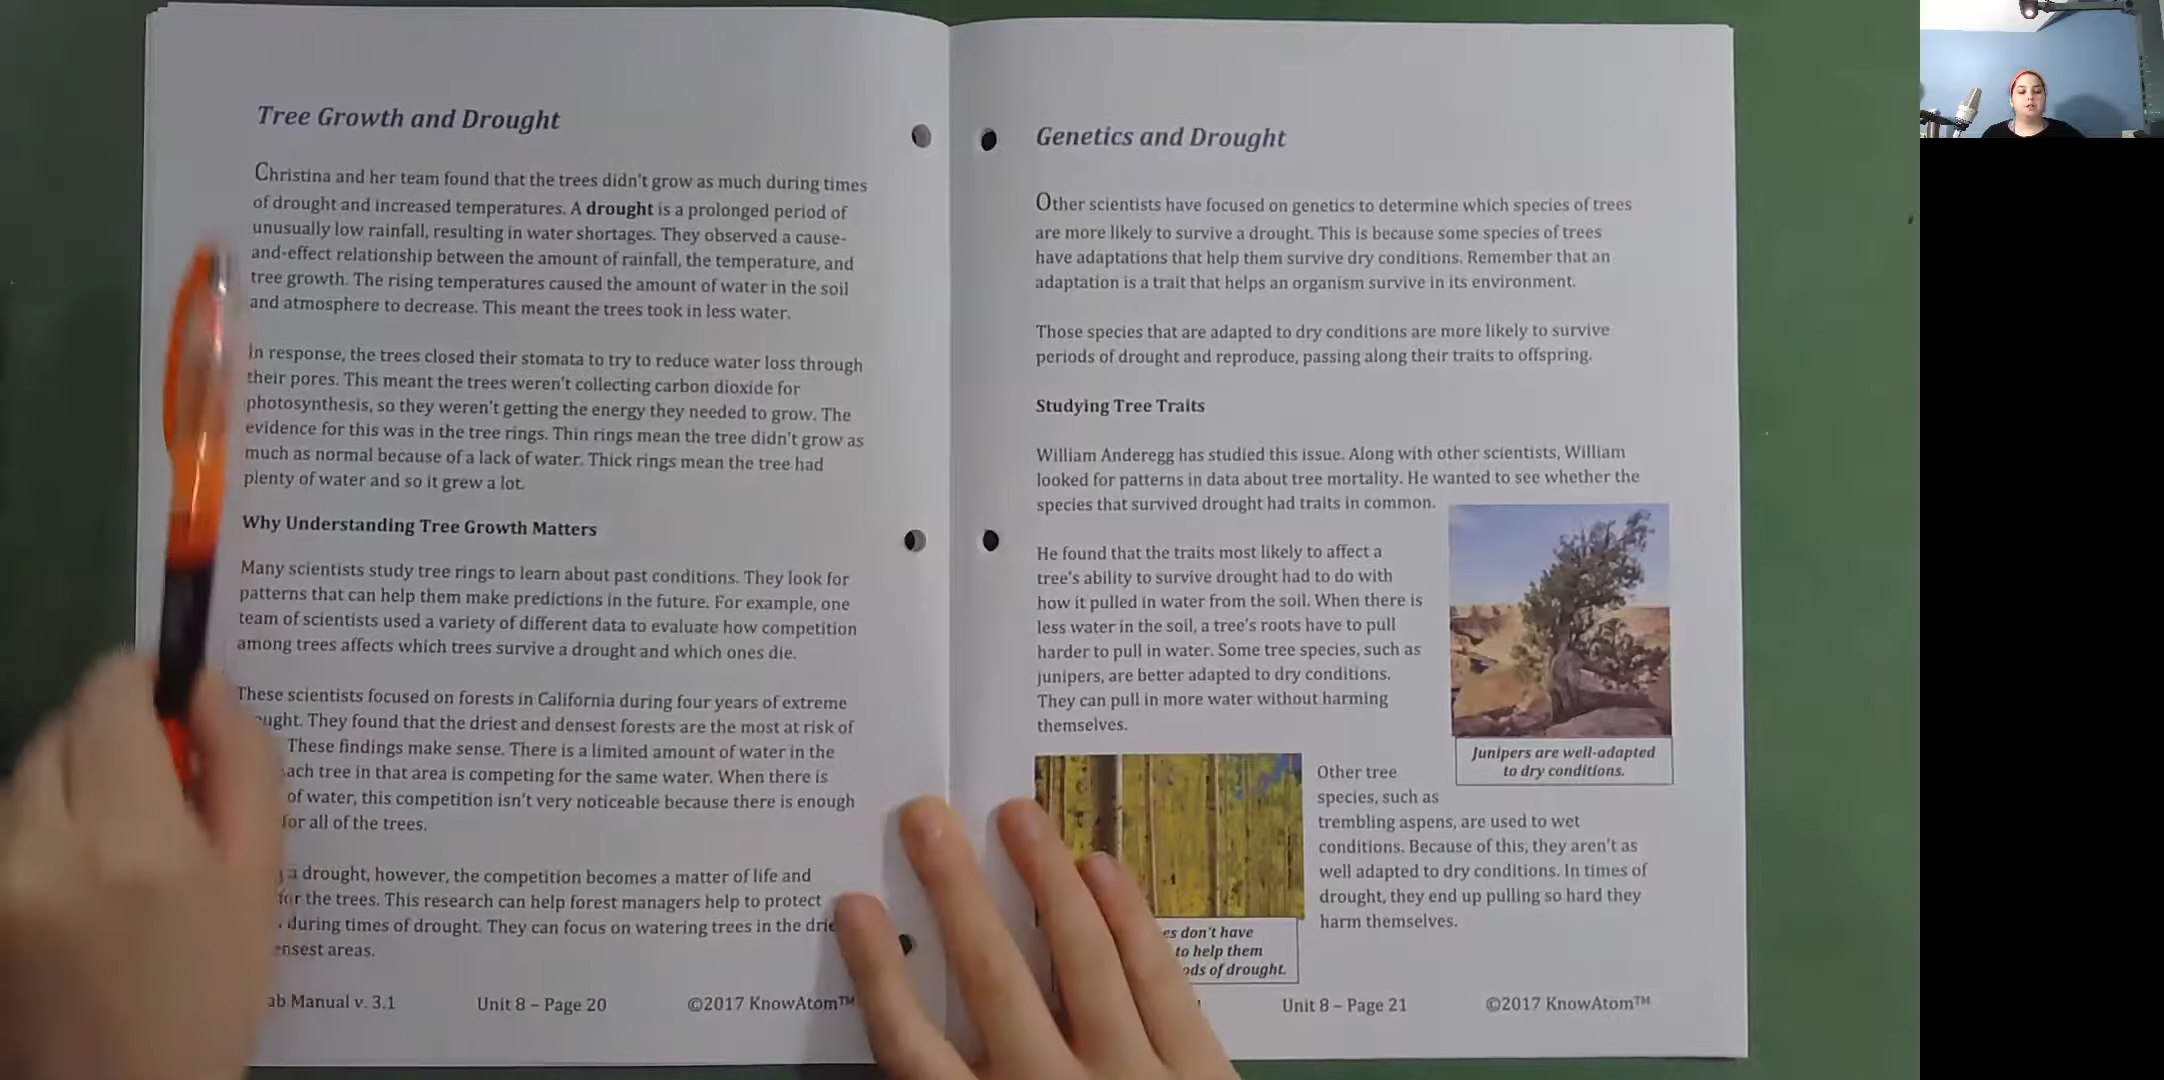 Tree Growth and Drought
Christina and her team found that the trees didn't grow as much during times
of drought and increased temperatures. A drought is a prolonged period of
unusually low rainfall, resulting in water shortages. They observed a cause-
and-effect relationship between the amount of rainfall, the temperature, and
tree growth. The rising temperatures caused the amount of water in the soil
and atmosphere to decrease. This meant the trees took in less water.
In response, the trees closed their stomata to try to reduce water loss through
their pores. This meant the trees weren't collecting carbon dioxide for
photosynthesis, so they weren't getting the energy they needed to grow. The
evidence for this was in the tree rings. Thin rings mean the tree didn't grow as
much as normal because of a lack of water. Thick rings mean the tree had
plenty of water and so it grew a lot.
Why Understanding Tree Growth Matters
Many scientists study tree rings to learn about past conditions. They look for
patterns that can help them make predictions in the future. For example, one
team of scientists used a variety of different data to evaluate how competition
among trees affects which trees survive a drought and which ones die.
These scientists focused on forests in California during four years of extreme
They found that the driest and densest forests are the most at risk of
These findings make sense. There is a limited amount of water in the
tree in that area is competing for the same water. When there is
of water, this competition isn't very noticeable because there is enough
for all of the trees.
a drought, however, the competition becomes a matter of life and
for the trees. This research can help forest managers help to protect
during times of drought. They can focus on watering trees in the
areas.
Manual v. 3.1 Unit 8 – Page 20 ©2017 KnowAtom™
Genetics and Drought
Other scientists have focused on genetics to determine which species of trees
are more likely to survive a drought. This is because some species of trees
have adaptations that help them survive dry conditions. Remember that an
adaptation is a trait that helps an organism survive in its environment.
Those species that are adapted to dry conditions are more likely to survive
periods of drought and reproduce, passing along their traits to offspring.
Studying Tree Traits
William Anderegg has studied this issue. Along with other scientists, William
looked for patterns in data about tree mortality. He wanted to see whether the
species that survived drought had traits in common.
He found that the traits most likely to affect a
tree's ability to survive drought had to do with
how it pulled in water from the soil. When there is
less water in the soil, a tree's roots have to pull
harder to pull in water. Some tree species, such as
junipers, are better adapted to dry conditions.
They can pull in more water without harming
themselves.
Junipers are well-adapted
to dry conditions.
Other tree
species, such as
trembling aspens, are used to wet
conditions. Because of this, they aren't as
well adapted to dry conditions. In times of
drought, they end up pulling so hard they
harm themselves.
don't have
to help them
of drought.
Unit 8 – Page 21 ©2017 KnowAtom™